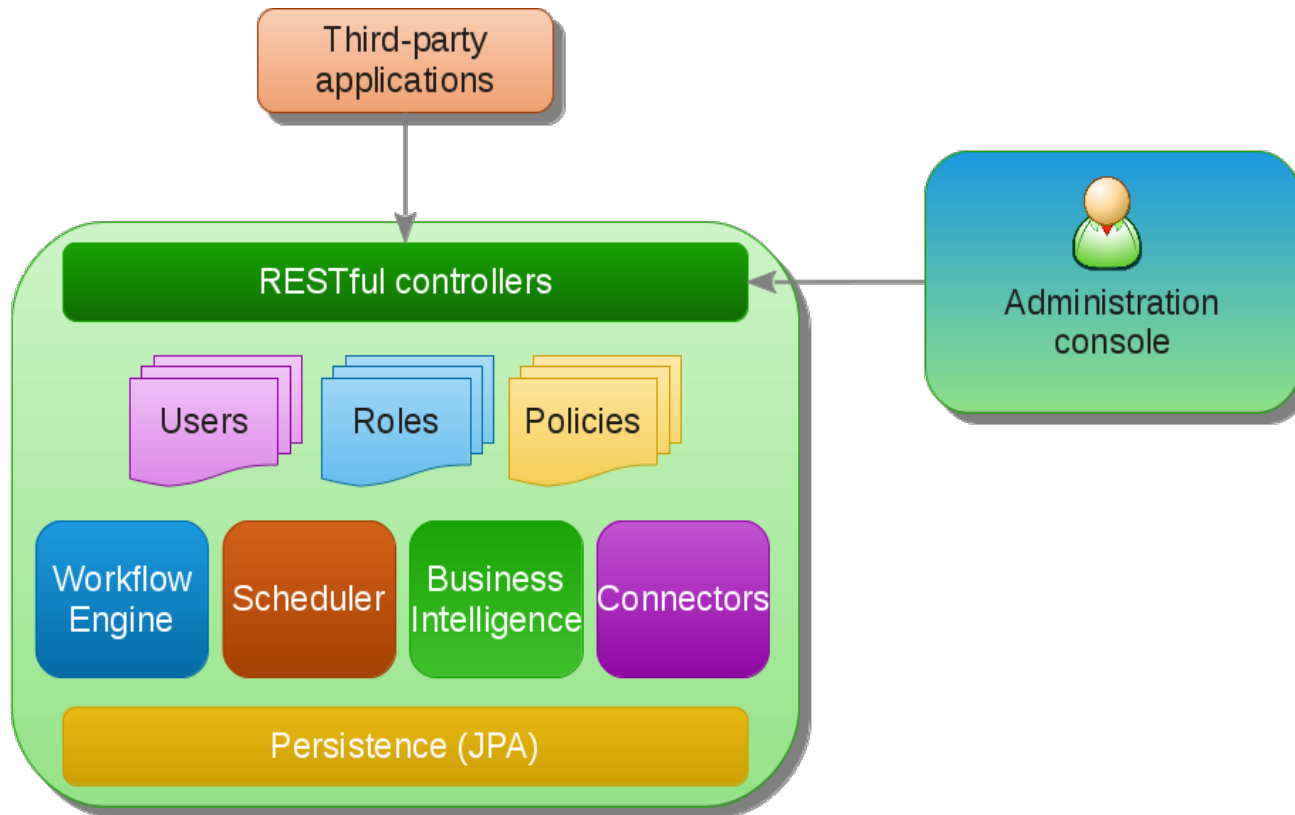 Third-party
applications
RESTful controllers
Administration
console
Users
Roles
Policies
Workflow
Engine
Scheduler
Business
Intelligence
Connectors
Persistence (JPA)